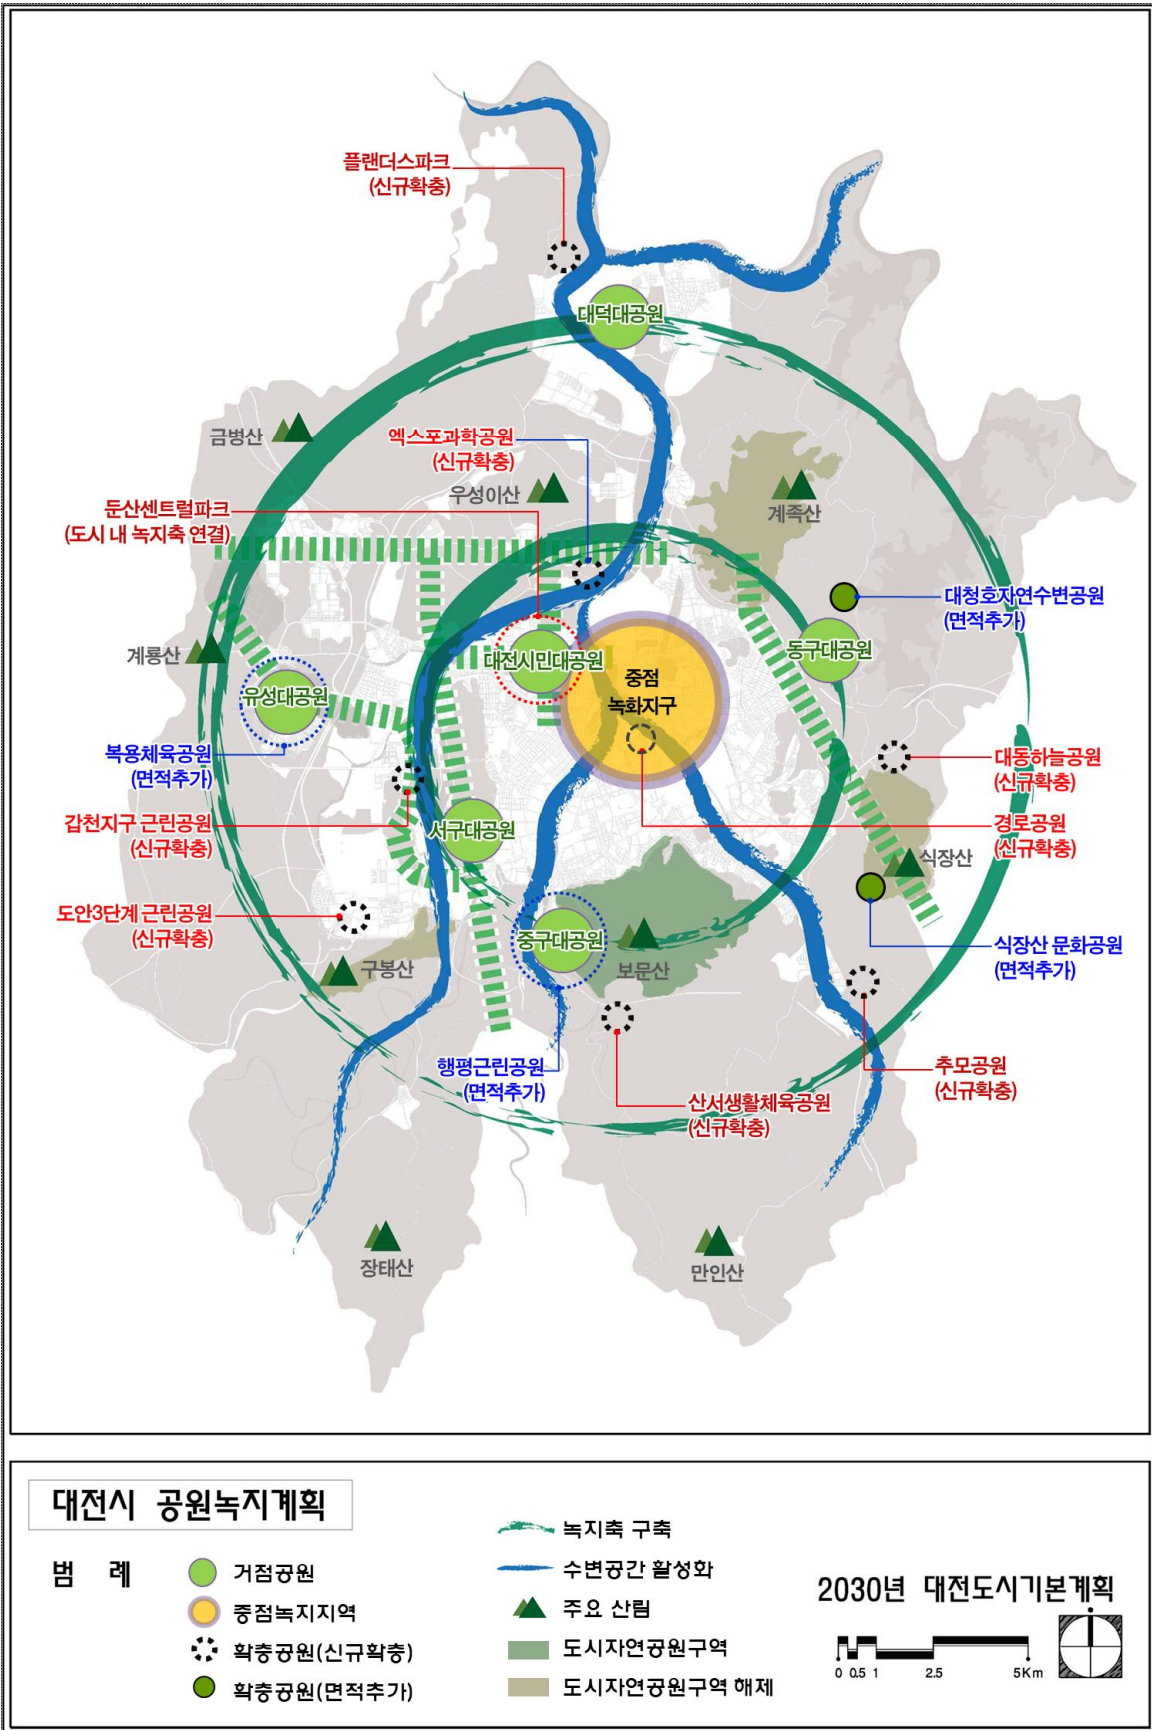 플랜더스파크
(신규확충)
대덕대공원
금병산
엑스포과학공원
(신규확충)
우성이산
계족산
둔산센트럴파크
(도시 내 녹지축 연결)
대청호자연수변공원
(면적추가)
계룡산
대전시민대공원
동구대공원
유성대공원
중점
녹화지구
복용체육공원
(면적추가)
대동하늘공원
(신규확충)
갑천지구 근린공원
(신규확충)
서구대공원
경로공원
(신규확충)
식장산
도안3단계 근린공원
(신규확충)
중구대공원
구봉산
보문산
식장산 문화공원
(면적추가)
행평근린공원
(면적추가)
추모공원
(신규확충)
산서생활체육공원
(신규확충)
장태산
만인산
대전시 공원녹지계획
범 례
거점공원
중점녹지지역
확충공원(신규확충)
확충공원(면적추가)
녹지축 구축
수변공간 활성화
주요 산림
도시자연공원구역
도시자연공원구역 해제
2030년 대전도시기본계획
0 0.5 1 2.5 5Km